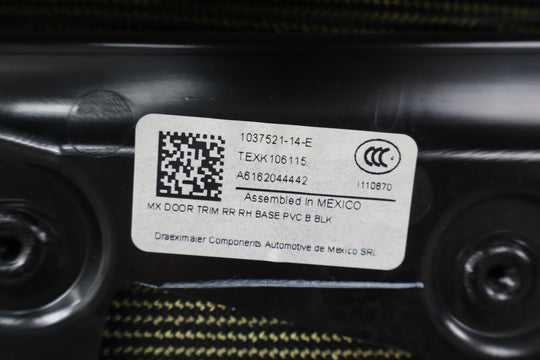 1037521-14-E
TEXK106115
A6162044442
CCC
I110870
Assembled In MEXICO
MX DOOR TRIM RR RH BASE PVC B BLK
Draexlmaier Components Automotive de Mexico SRL